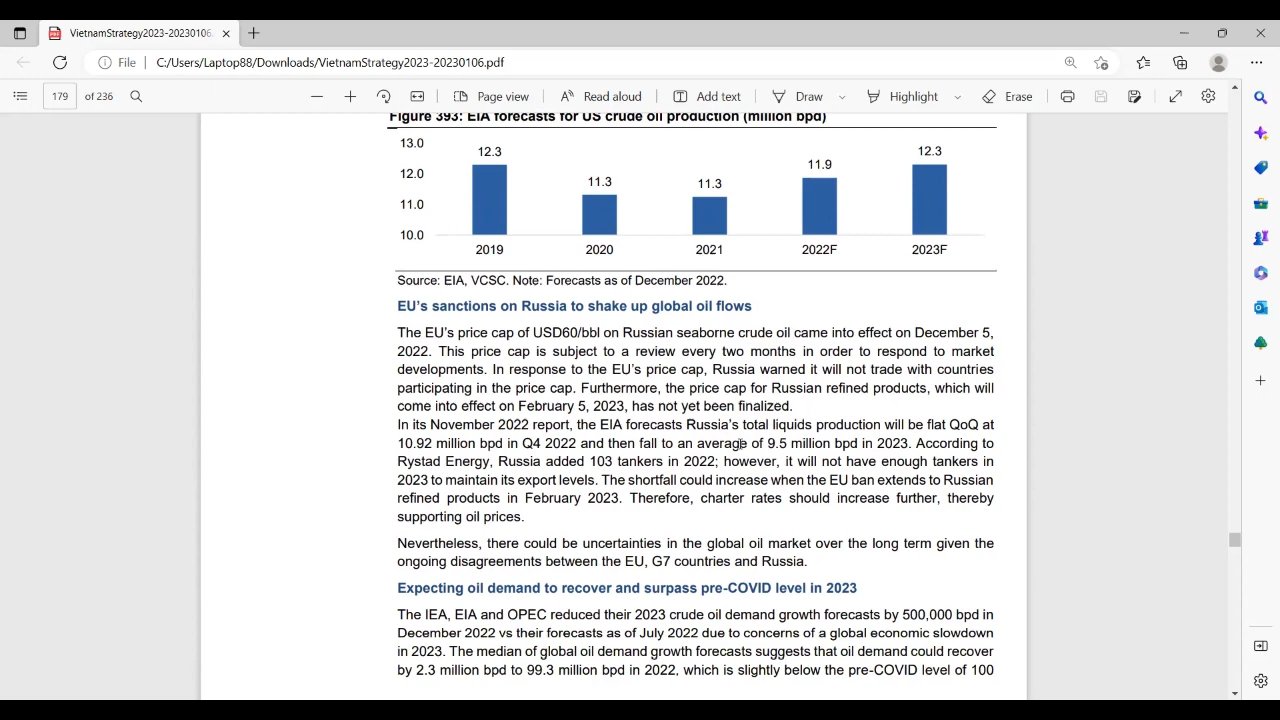 VietnamStrategy2023-20230106.
File
C:/Users/Laptop88/Downloads/VietnamStrategy2023-20230106.pdf
179 of 236
Page view
Read aloud
Add text
Draw
Highlight
Erase
Figure 393: EIA forecasts for US crude oil production (million bpd)
13.0
12.0
11.0
10.0
12.3 11.3 11.3 11.9 12.3
2019 2020 2021 2022F 2023F
Source: EIA, VCSC. Note: Forecasts as of December 2022.
EU’s sanctions on Russia to shake up global oil flows
The EU’s price cap of USD60/bbl on Russian seaborne crude oil came into effect on December 5,
2022. This price cap is subject to a review every two months in order to respond to market
developments. In response to the EU’s price cap, Russia warned it will not trade with countries
participating in the price cap. Furthermore, the price cap for Russian refined products, which will
come into effect on February 5, 2023, has not yet been finalized.
In its November 2022 report, the EIA forecasts Russia’s total liquids production will be flat QoQ at
10.92 million bpd in Q4 2022 and then fall to an average of 9.5 million bpd in 2023. According to
Rystad Energy, Russia added 103 tankers in 2022; however, it will not have enough tankers in
2023 to maintain its export levels. The shortfall could increase when the EU ban extends to Russian
refined products in February 2023. Therefore, charter rates should increase further, thereby
supporting oil prices.
Nevertheless, there could be uncertainties in the global oil market over the long term given the
ongoing disagreements between the EU, G7 countries and Russia.
Expecting oil demand to recover and surpass pre-COVID level in 2023
The IEA, EIA and OPEC reduced their 2023 crude oil demand growth forecasts by 500,000 bpd in
December 2022 vs their forecasts as of July 2022 due to concerns of a global economic slowdown
in 2023. The median of global oil demand growth forecasts suggests that oil demand could recover
by 2.3 million bpd to 99.3 million bpd in 2022, which is slightly below the pre-COVID level of 100